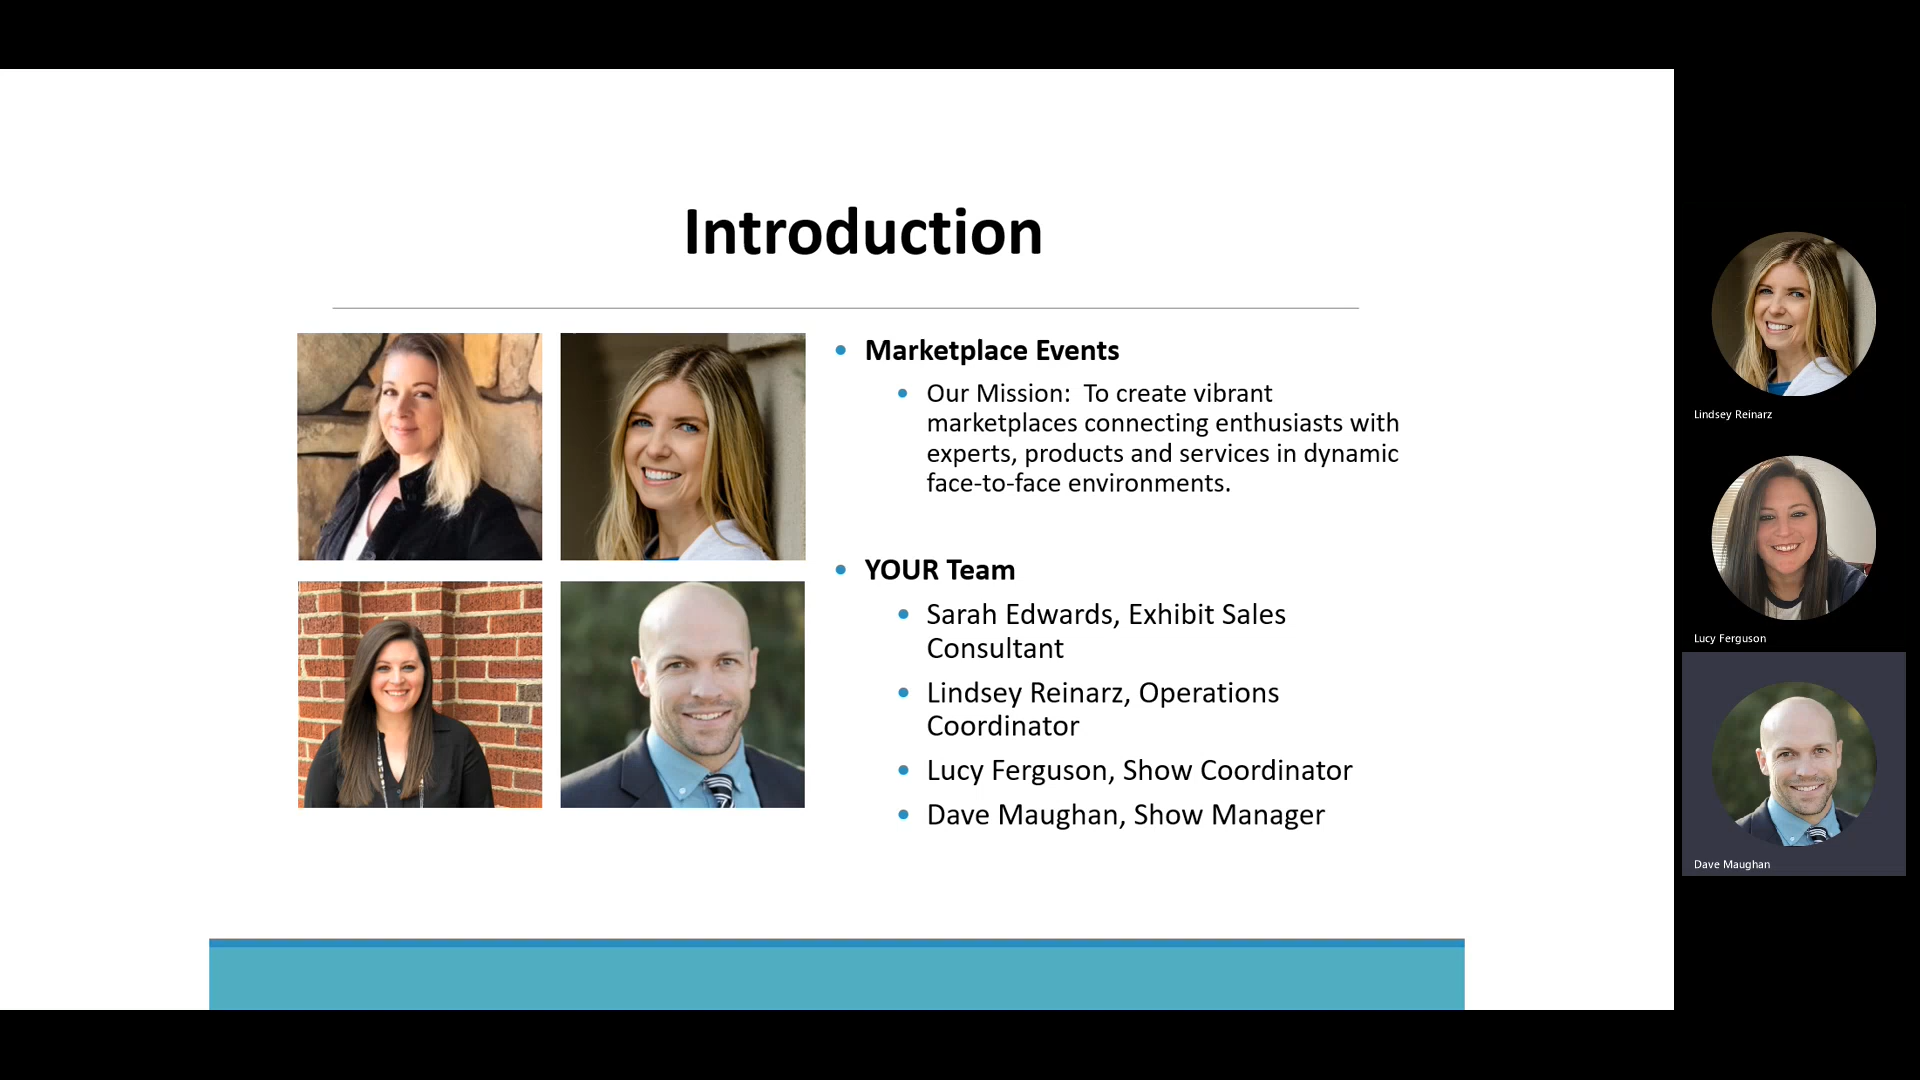 Introduction
Marketplace Events
Our Mission:  To create vibrant
marketplaces connecting enthusiasts with
experts, products and services in dynamic
face-to-face environments.
YOUR Team
Sarah Edwards, Exhibit Sales
Consultant
Lindsey Reinarz, Operations
Coordinator
Lucy Ferguson, Show Coordinator
Dave Maughan, Show Manager
Lindsey Reinarz
Lucy Ferguson
Dave Maughan